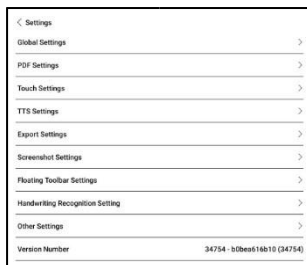 Settings
Global Settings
PDF Settings
Touch Settings
TTS Settings
Export Settings
Screenshot Settings
Floating Toolbar Settings
Handwriting Recognition Setting
Other Settings
Version Number 34754 - b0bea616b10 (34754)